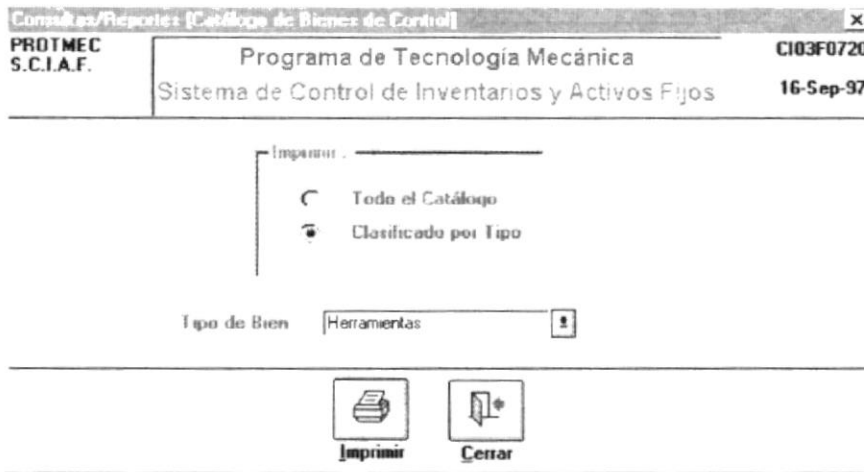 Consultas/Reportes [Catálogo de Bienes de Control]
PROTMEC
S.C.I.A.F.
Programa de Tecnología Mecánica
Sistema de Control de Inventarios y Activos Fijos
CI03F0720
16-Sep-97
Imprimir :
Todo el Catálogo
Clasificado por Tipo
Tipo de Bien Herramientas
Imprimir Cerrar